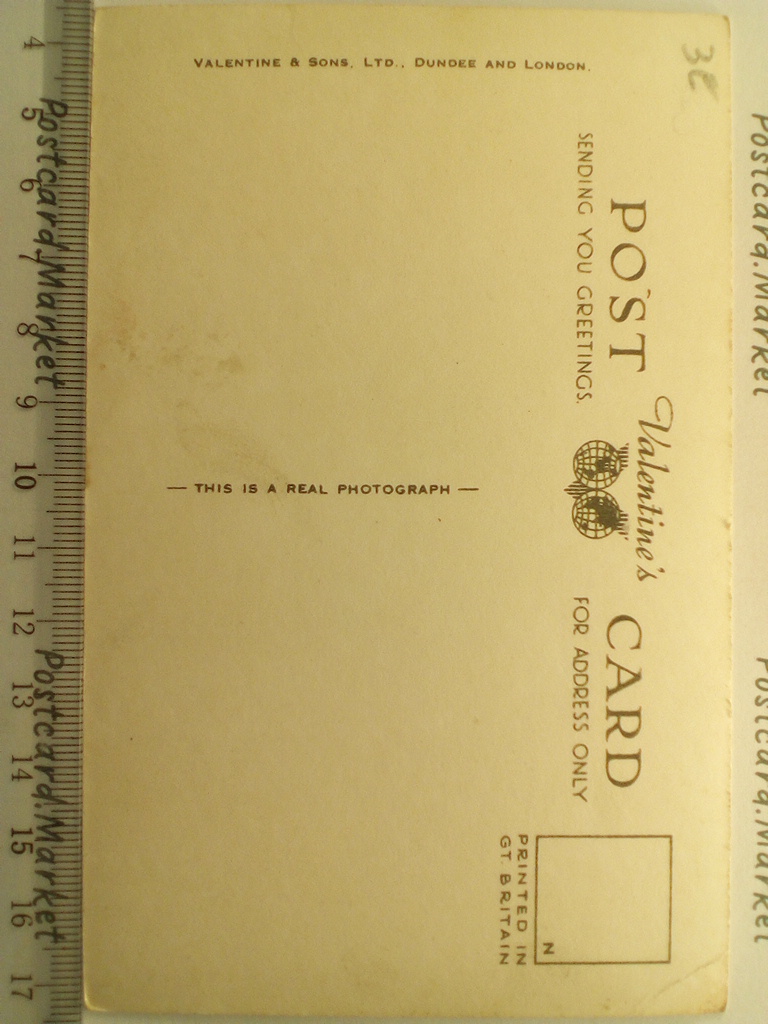 Valentine's
POST CARD
SENDING YOU GREETINGS.
FOR ADDRESS ONLY
PRINTED IN
GT. BRITAIN
N
VALENTINE & SONS, LTD., DUNDEE AND LONDON.
— THIS IS A REAL PHOTOGRAPH —
4 5 6 7 8 9 10 11 12 13 14 15 16 17
Postcard.Market
Postcard.Market
Postcard.Market
Postcard.Market